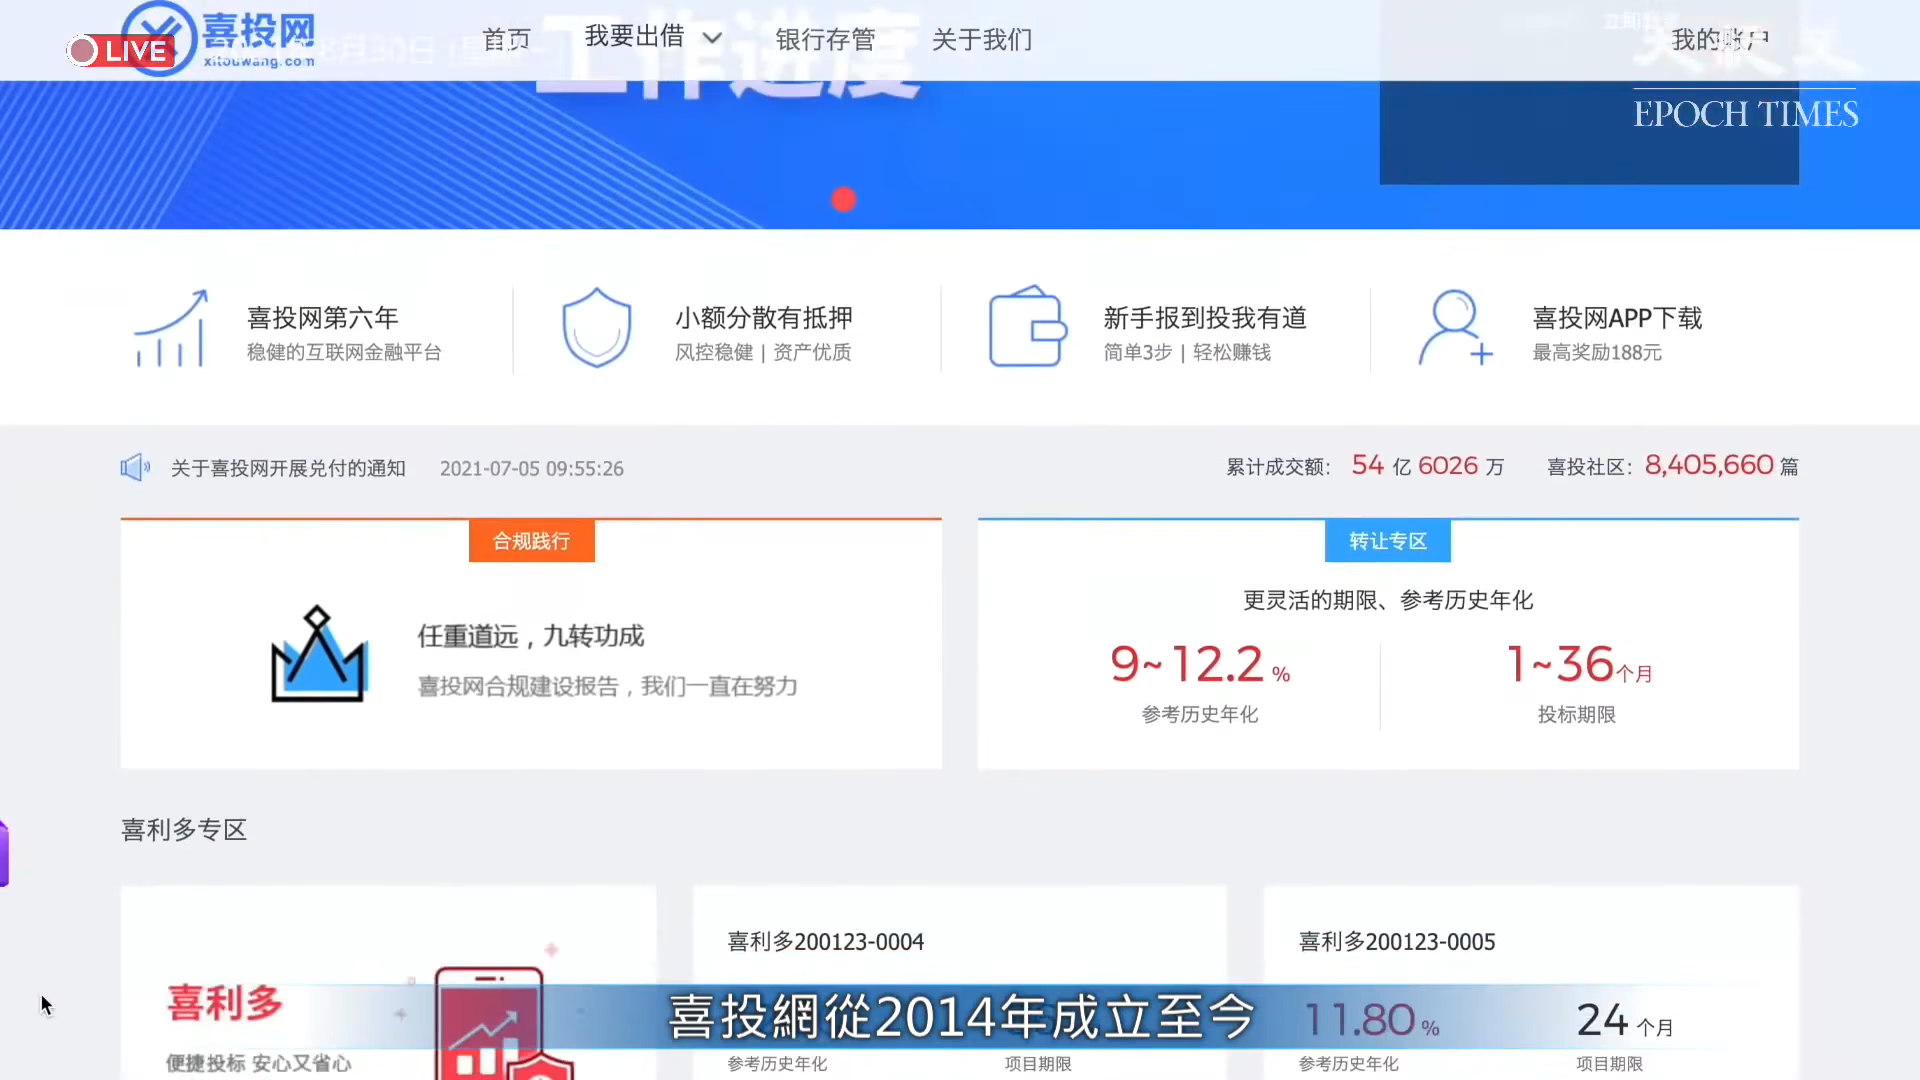 喜投网
xitouwang.com
LIVE
首页
我要出借
银行存管
关于我们
我的账户
工作进度
EPOCH TIMES
喜投网第六年
稳健的互联网金融平台
小额分散有抵押
风控稳健 | 资产优质
新手报到投我有道
简单3步 | 轻松赚钱
喜投网APP下载
最高奖励188元
关于喜投网开展兑付的通知 2021-07-05 09:55:26
累计成交额: 54 亿 6026 万 喜投社区: 8,405,660 篇
合规践行
任重道远，九转功成
喜投网合规建设报告，我们一直在努力
转让专区
更灵活的期限、参考历史年化
9~12.2 %
参考历史年化
1~36个月
投标期限
喜利多专区
喜利多
便捷投标 安心又省心
喜利多200123-0004
参考历史年化
项目期限
喜利多200123-0005
11.80 %
24 个月
参考历史年化
项目期限
喜投網從2014年成立至今